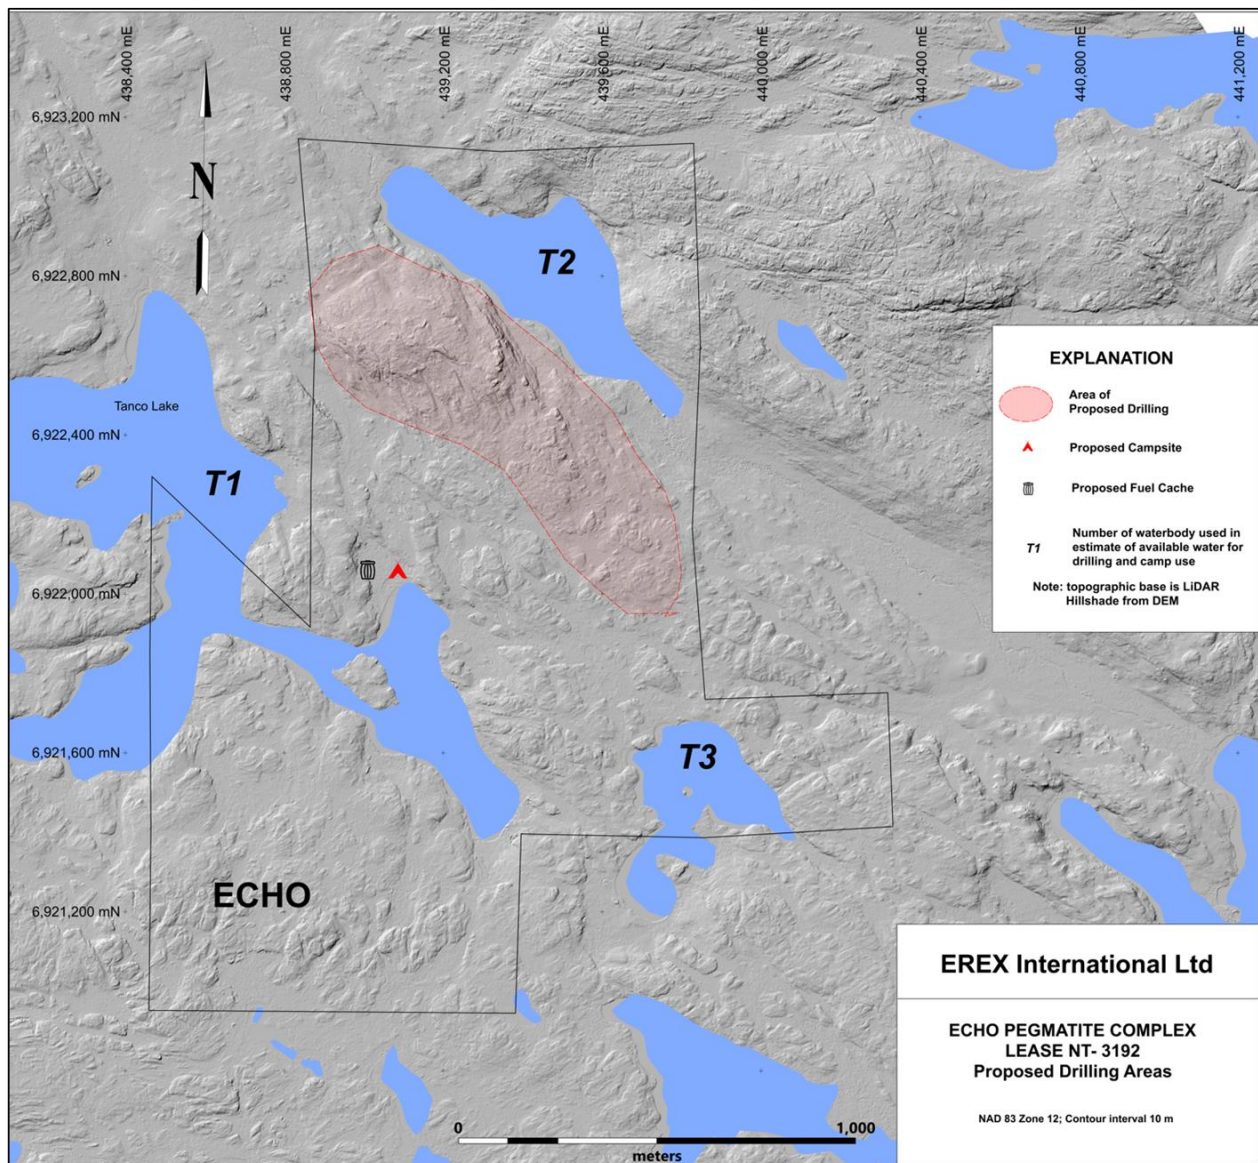 438,400 mE
438,800 mE
439,200 mE
439,600 mE
440,000 mE
440,400 mE
440,800 mE
441,200 mE
6,923,200 mN
N
6,922,800 mN
T2
EXPLANATION
Area of
Proposed Drilling
Proposed Campsite
Proposed Fuel Cache
T1
Number of waterbody used in
estimate of available water for
drilling and camp use
Note: topographic base is LiDAR
Hillshade from DEM
Tanco Lake
6,922,400 mN
T1
6,922,000 mN
6,921,600 mN
T3
ECHO
6,921,200 mN
EREX International Ltd
ECHO PEGMATITE COMPLEX
LEASE NT- 3192
Proposed Drilling Areas
NAD 83 Zone 12; Contour interval 10 m
0
1,000
meters